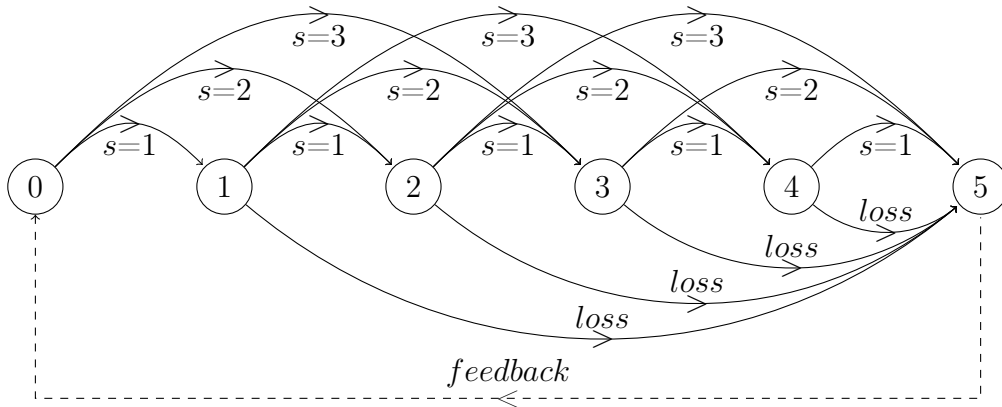 s=3 s=3 s=3
s=2 s=2 s=2 s=2
s=1 s=1 s=1 s=1 s=1
0 1 2 3 4 5
loss
loss
loss
loss
feedback